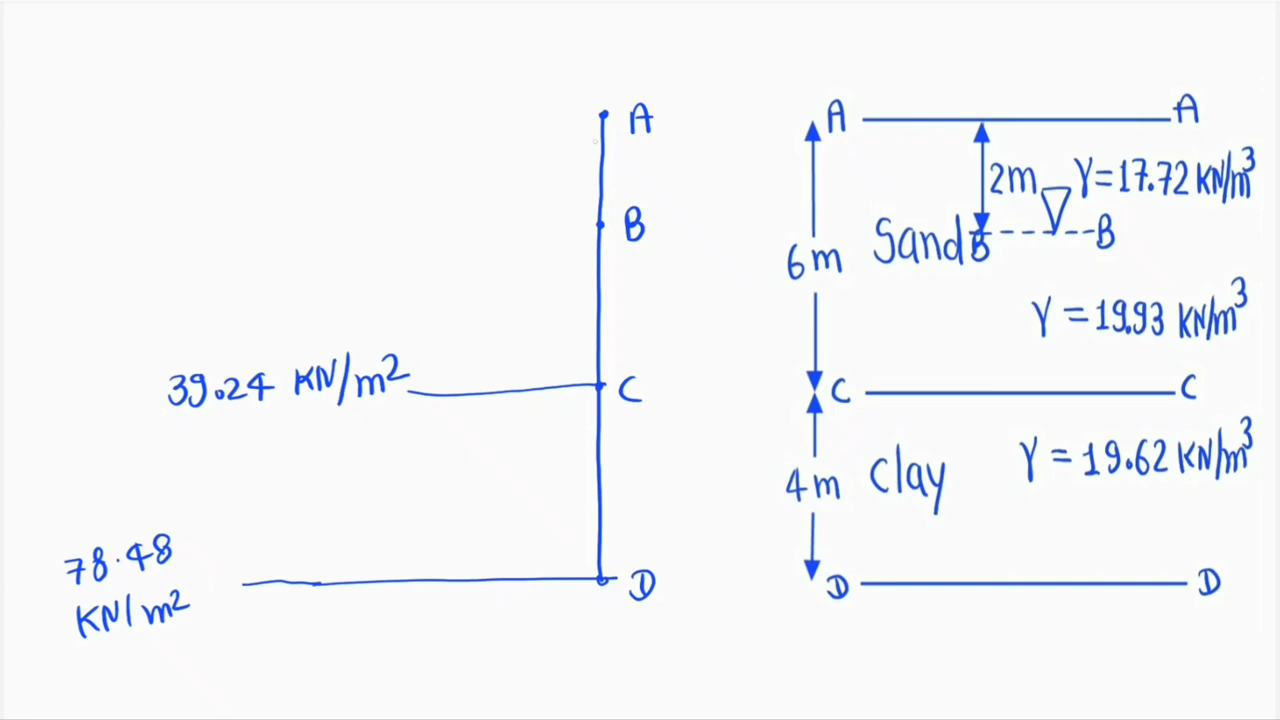 A
B
39.24 KN/m²
C
78.48
KN/m²
D
A
A
2m
γ=17.72 KN/m³
Sand
B
B
6m
γ = 19.93 KN/m³
C
C
γ = 19.62 KN/m³
4m
Clay
D
D